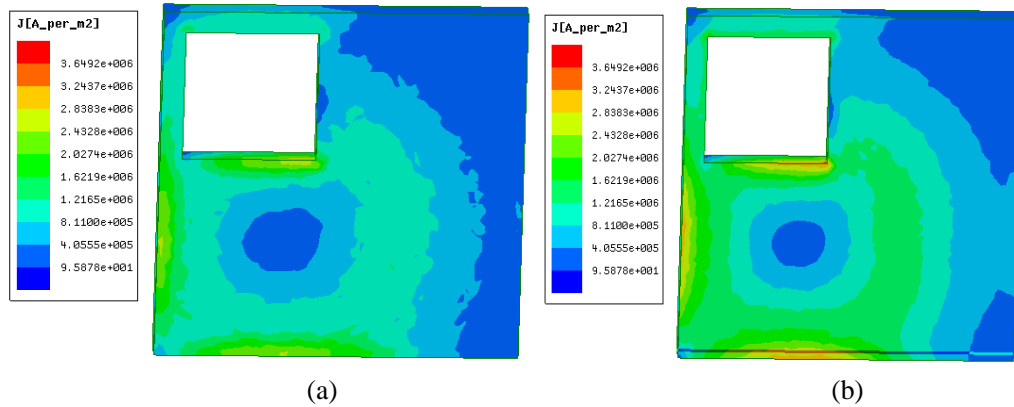 J[A_per_m2]
3.6492e+006
3.2437e+006
2.8383e+006
2.4328e+006
2.0274e+006
1.6219e+006
1.2165e+006
8.1100e+005
4.0555e+005
9.5878e+001
(a)
J[A_per_m2]
3.6492e+006
3.2437e+006
2.8383e+006
2.4328e+006
2.0274e+006
1.6219e+006
1.2165e+006
8.1100e+005
4.0555e+005
9.5878e+001
(b)